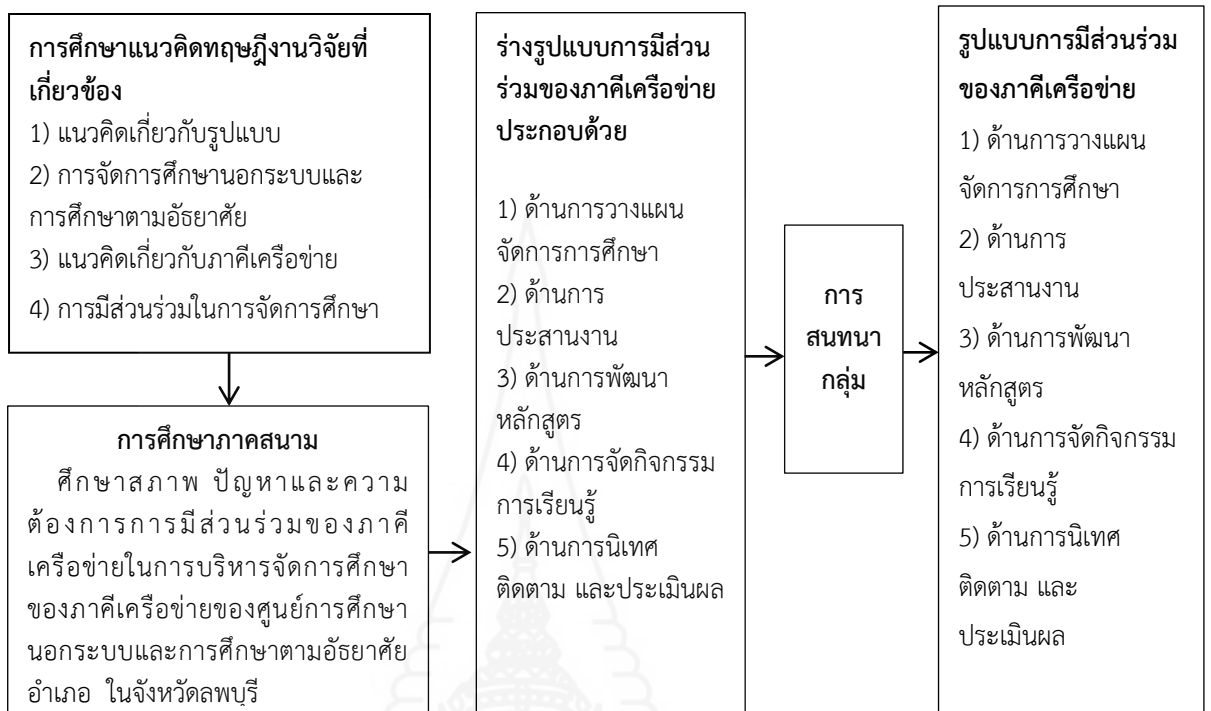 การศึกษาแนวคิดทฤษฎีงานวิจัยที่
เกี่ยวข้อง
1) แนวคิดเกี่ยวกับรูปแบบ
2) การจัดการศึกษานอกระบบและ
การศึกษาตามอัธยาศัย
3) แนวคิดเกี่ยวกับภาคีเครือข่าย
4) การมีส่วนร่วมในการจัดการศึกษา
การศึกษาภาคสนาม
ศึกษาสภาพ ปัญหาและความ
ต้องการการมีส่วนร่วมของภาคี
เครือข่ายในการบริหารจัดการศึกษา
ของภาคีเครือข่ายของศูนย์การศึกษา
นอกระบบและการศึกษาตามอัธยาศัย
อำเภอ ในจังหวัดลพบุรี
ร่างรูปแบบการมีส่วน
ร่วมของภาคีเครือข่าย
ประกอบด้วย
1) ด้านการวางแผน
จัดการการศึกษา
2) ด้านการ
ประสานงาน
3) ด้านการพัฒนา
หลักสูตร
4) ด้านการจัดกิจกรรม
การเรียนรู้
5) ด้านการนิเทศ
ติดตาม และประเมินผล
การ
สนทนา
กลุ่ม
รูปแบบการมีส่วนร่วม
ของภาคีเครือข่าย
1) ด้านการวางแผน
จัดการการศึกษา
2) ด้านการ
ประสานงาน
3) ด้านการพัฒนา
หลักสูตร
4) ด้านการจัดกิจกรรม
การเรียนรู้
5) ด้านการนิเทศ
ติดตาม และ
ประเมินผล